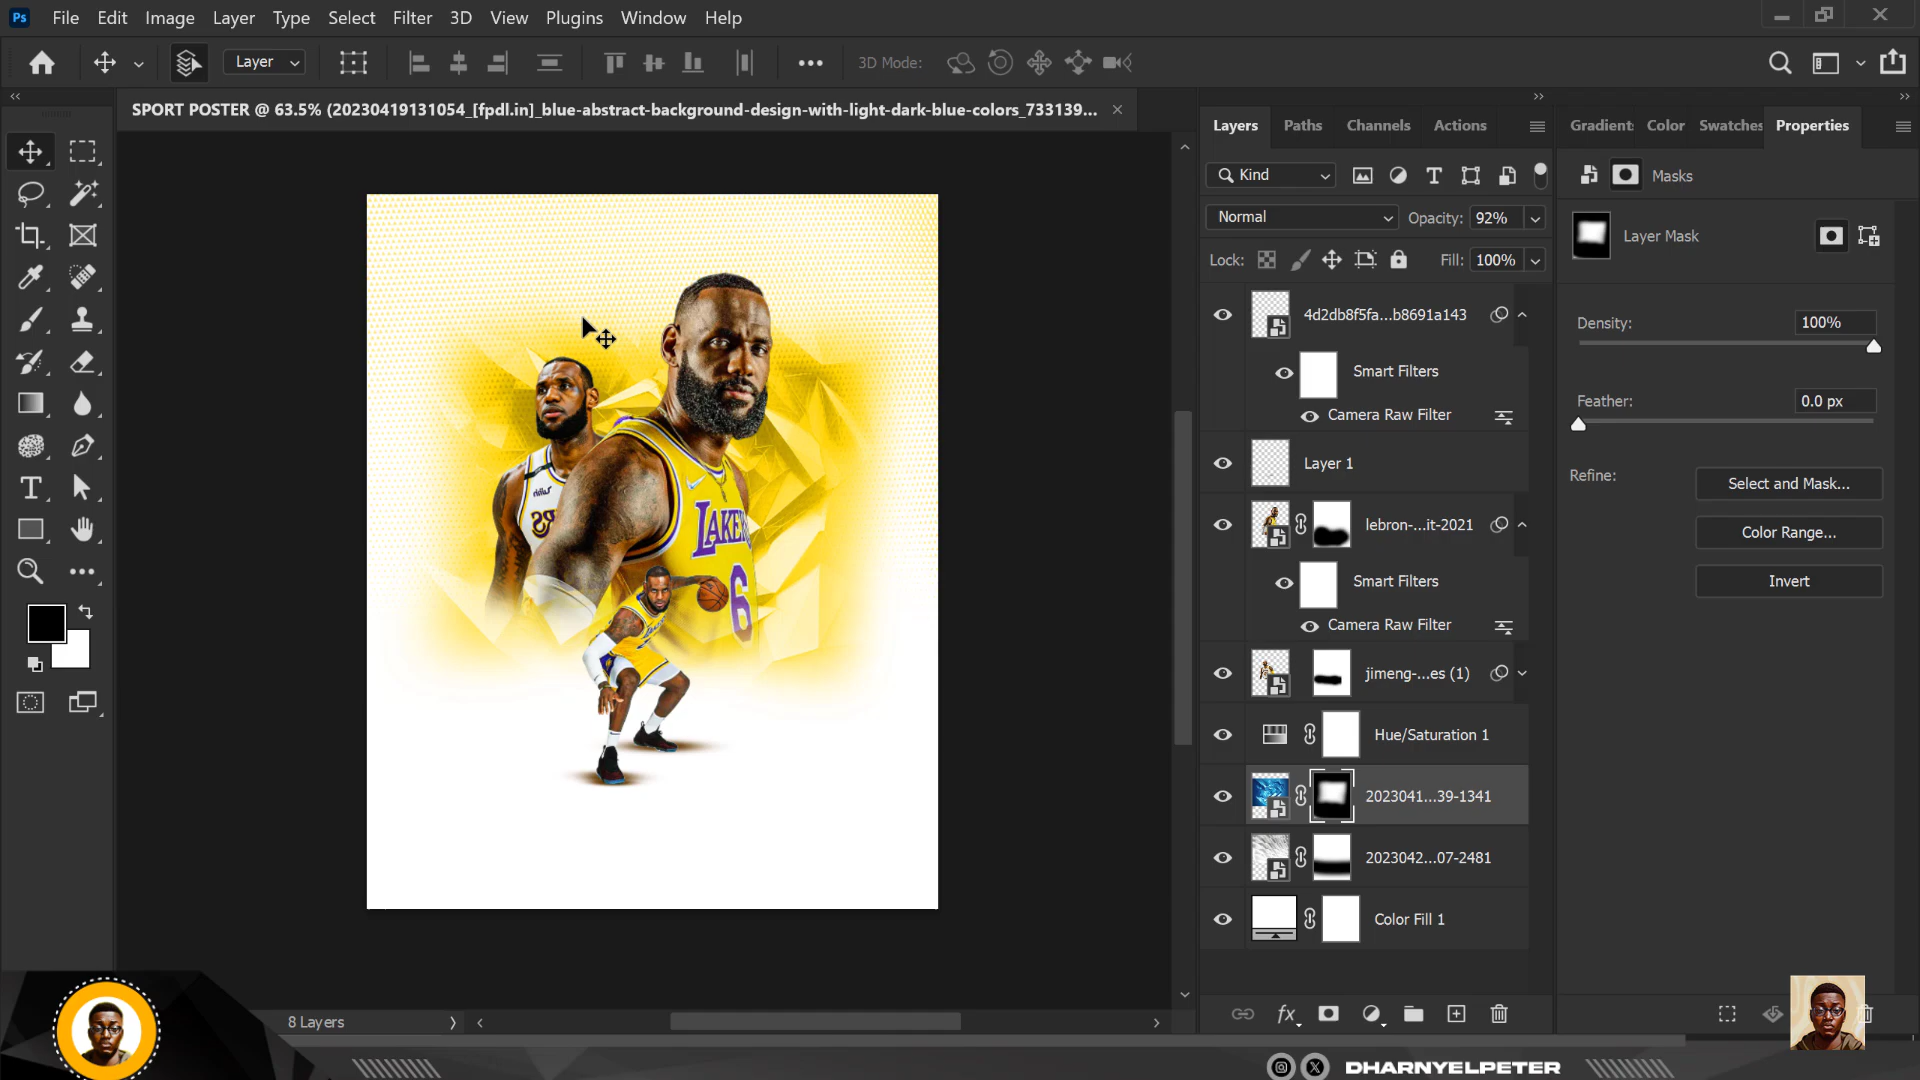 Ps File Edit Image Layer Type Select Filter 3D View Plugins Window Help
Layer 3D Mode:
SPORT POSTER @ 63.5% (20230419131054_[fpdl.in]_blue-abstract-background-design-with-light-dark-blue-colors_733139...
Layers Paths Channels Actions
Kind
Normal Opacity: 92%
Lock: Fill: 100%
4d2db8f5fa...b8691a143
Smart Filters
Camera Raw Filter
Layer 1
lebron-...it-2021
Smart Filters
Camera Raw Filter
jimeng-...es (1)
Hue/Saturation 1
2023041...39-1341
2023042...07-2481
Color Fill 1
Gradient Color Swatches Properties
Masks
Layer Mask
Density: 100%
Feather: 0.0 px
Refine: Select and Mask...
Color Range...
Invert
LAKERS
6
8 Layers
DHARNYELPETER